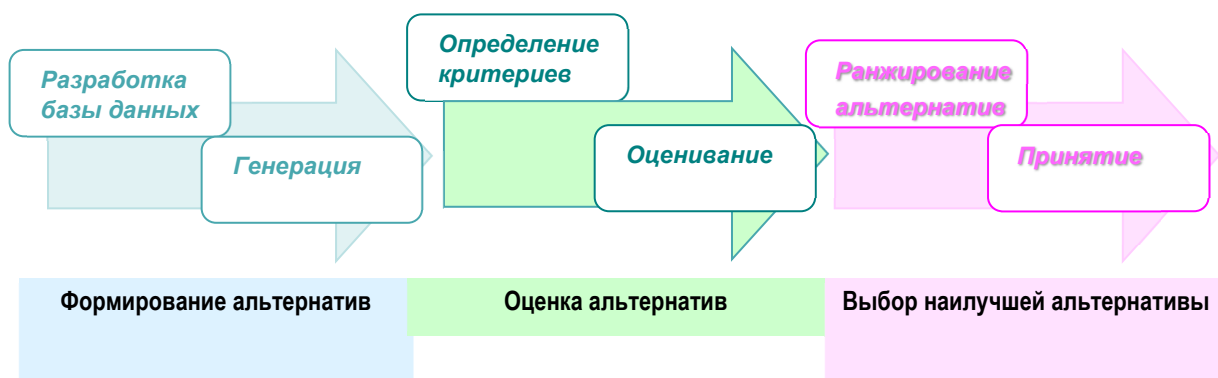 Разработка
базы данных
Генерация
Определение
критериев
Оценивание
Ранжирование
альтернатив
Принятие
Формирование альтернатив
Оценка альтернатив
Выбор наилучшей альтернативы